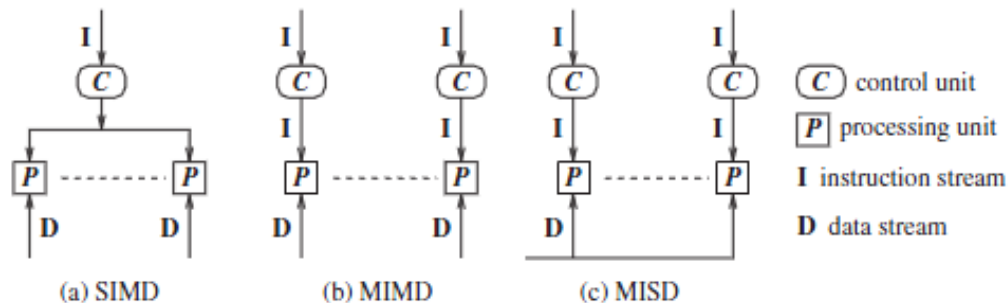 I I I I I
C C C C C C control unit
I I I I P processing unit
P P P P P P I instruction stream
D D D D D D data stream
(a) SIMD (b) MIMD (c) MISD